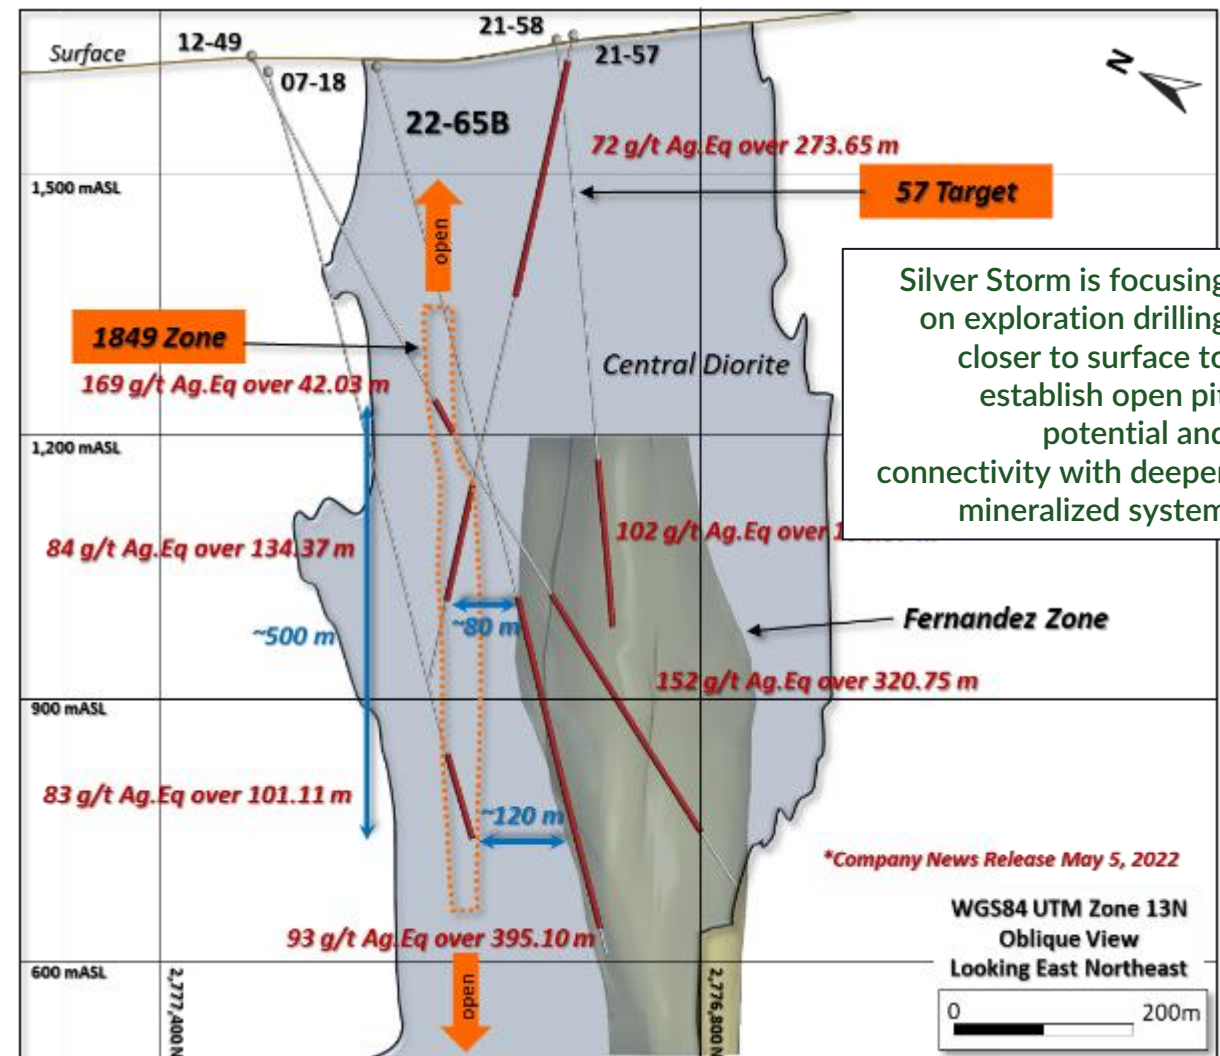 Surface
12-49
07-18
21-58
21-57
N
22-65B
72 g/t Ag.Eq over 273.65 m
1,500 mASL
57 Target
open
Silver Storm is focusing
on exploration drilling
closer to surface to
establish open pit
potential and
connectivity with deeper
mineralized system
1849 Zone
169 g/t Ag.Eq over 42.03 m
Central Diorite
1,200 mASL
84 g/t Ag.Eq over 134.37 m
102 g/t Ag.Eq over
~500 m
~80 m
Fernandez Zone
152 g/t Ag.Eq over 320.75 m
900 mASL
83 g/t Ag.Eq over 101.11 m
~120 m
*Company News Release May 5, 2022
93 g/t Ag.Eq over 395.10 m
WGS84 UTM Zone 13N
Oblique View
Looking East Northeast
600 mASL
2,777,400 N
open
2,776,800 N
0 200m